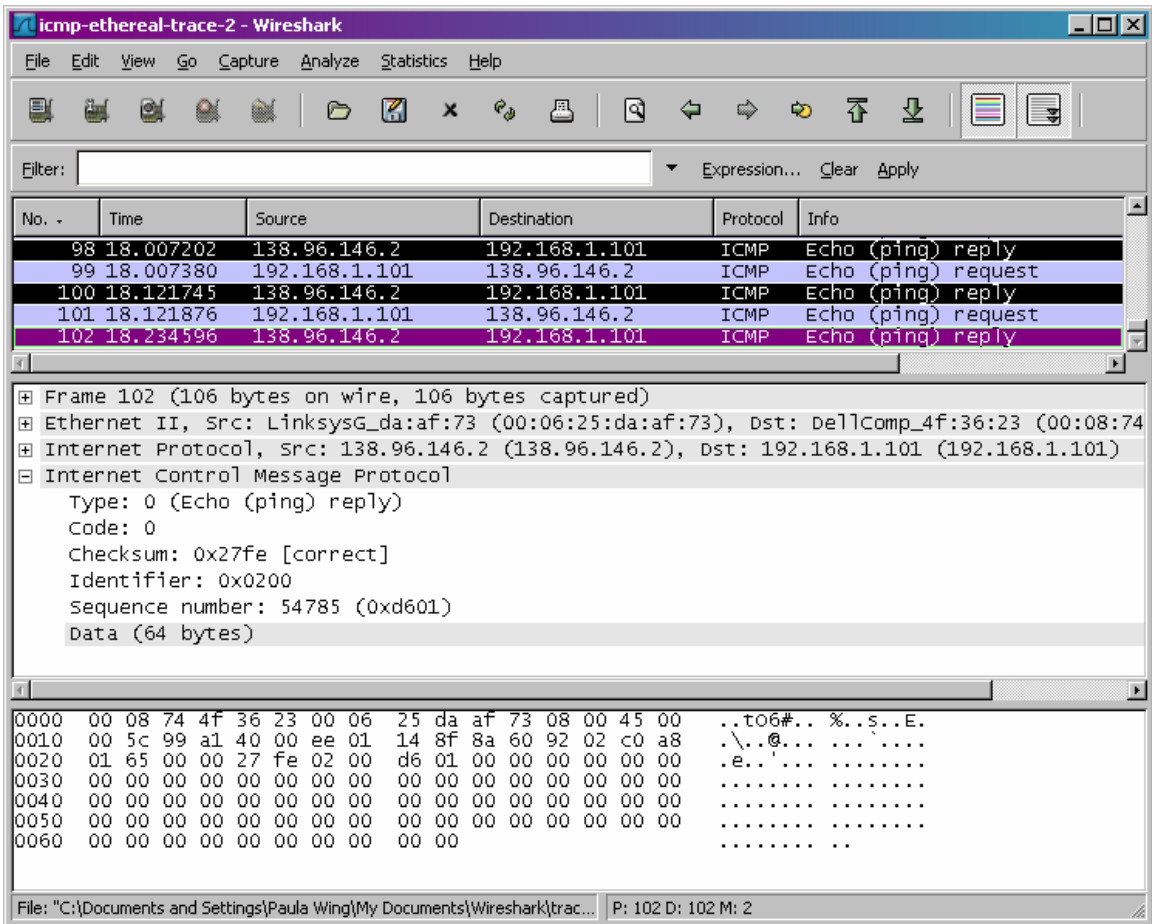 icmp-ethereal-trace-2 - Wireshark
File Edit View Go Capture Analyze Statistics Help
Filter: Expression... Clear Apply
No. - Time Source Destination Protocol Info
98 18.007202 138.96.146.2 192.168.1.101 ICMP Echo (ping) reply
99 18.007380 192.168.1.101 138.96.146.2 ICMP Echo (ping) request
100 18.121745 138.96.146.2 192.168.1.101 ICMP Echo (ping) reply
101 18.121876 192.168.1.101 138.96.146.2 ICMP Echo (ping) request
102 18.234596 138.96.146.2 192.168.1.101 ICMP Echo (ping) reply
Frame 102 (106 bytes on wire, 106 bytes captured)
Ethernet II, Src: LinksysG_da:af:73 (00:06:25:da:af:73), Dst: DellComp_4f:36:23 (00:08:74
Internet Protocol, Src: 138.96.146.2 (138.96.146.2), Dst: 192.168.1.101 (192.168.1.101)
Internet Control Message Protocol
Type: 0 (Echo (ping) reply)
Code: 0
Checksum: 0x27fe [correct]
Identifier: 0x0200
Sequence number: 54785 (0xd601)
Data (64 bytes)
0000 00 08 74 4f 36 23 00 06 25 da af 73 08 00 45 00 ..tO6#.. %..s..E.
0010 00 5c 99 a1 40 00 ee 01 14 8f 8a 60 92 02 c0 a8 .\..@... ...`....
0020 01 65 00 00 27 fe 02 00 d6 01 00 00 00 00 00 00 .e..'... ........
0030 00 00 00 00 00 00 00 00 00 00 00 00 00 00 00 00 ........ ........
0040 00 00 00 00 00 00 00 00 00 00 00 00 00 00 00 00 ........ ........
0050 00 00 00 00 00 00 00 00 00 00 00 00 00 00 00 00 ........ ........
0060 00 00 00 00 00 00 00 00 00 00 ........ ..
File: "C:\Documents and Settings\Paula Wing\My Documents\Wireshark\trac... P: 102 D: 102 M: 2